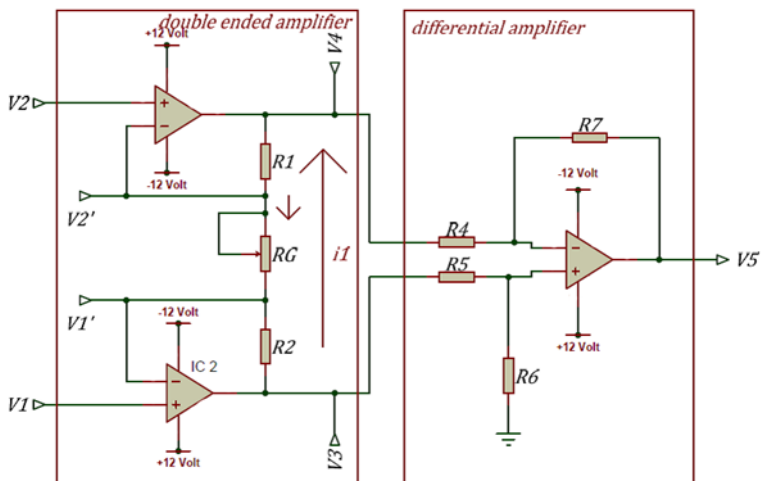 double ended amplifier
differential amplifier
+12 Volt
V4
V2
+
−
R1
-12 Volt
V2'
R7
-12 Volt
R4
RG
i1
R5
−
+
V5
V1'
-12 Volt
R2
+12 Volt
IC 2
−
+
R6
V1
V3
+12 Volt